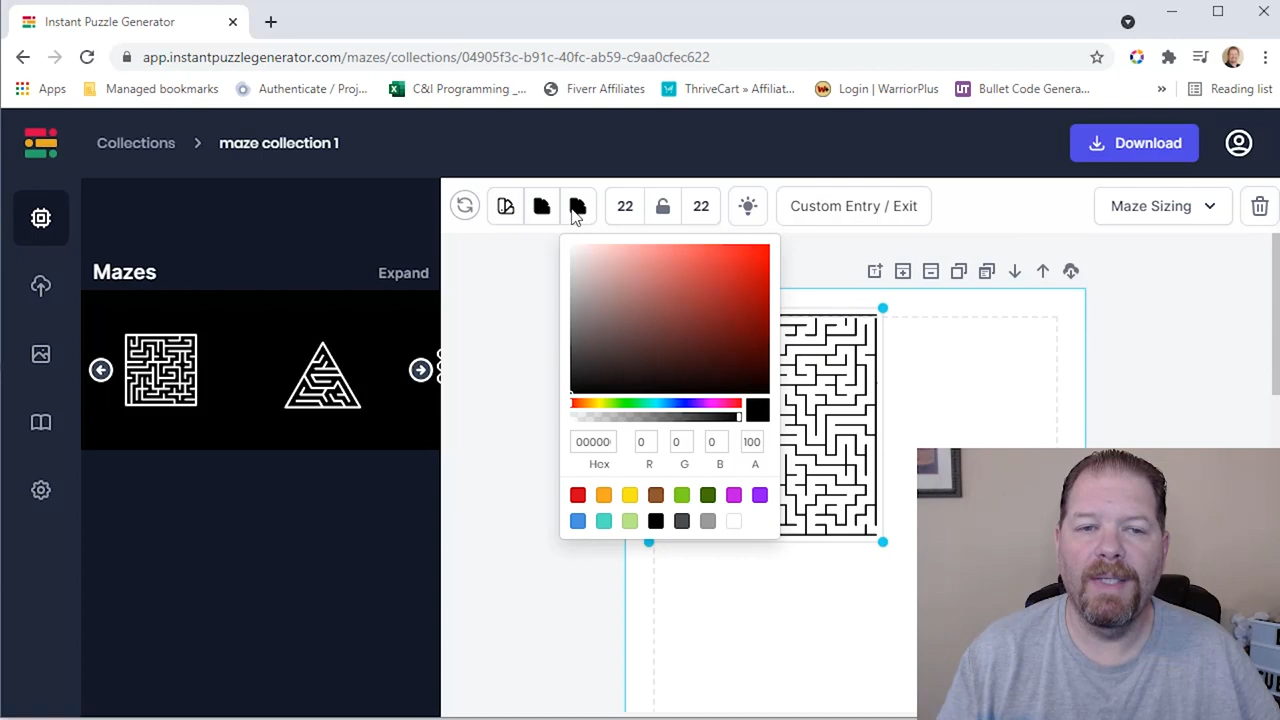 Instant Puzzle Generator
app.instantpuzzlegenerator.com/mazes/collections/04905f3c-b91c-40fc-ab59-c9aa0cfec622
Apps Managed bookmarks Authenticate / Proj... C&I Programming _... Fiverr Affiliates ThriveCart » Affiliat... Login | WarriorPlus UT Bullet Code Genera... » Reading list
Collections > maze collection 1 Download
22 22 Custom Entry / Exit Maze Sizing
Mazes Expand
00000 0 0 0 100
Hex R G B A